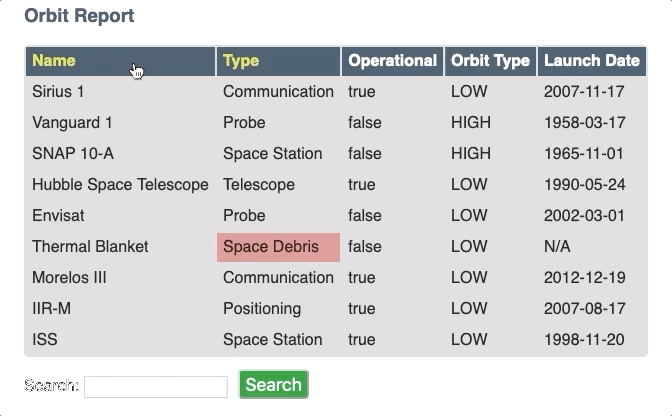 Orbit Report
Name Type Operational Orbit Type Launch Date
Sirius 1 Communication true LOW 2007-11-17
Vanguard 1 Probe false HIGH 1958-03-17
SNAP 10-A Space Station false HIGH 1965-11-01
Hubble Space Telescope Telescope true LOW 1990-05-24
Envisat Probe false LOW 2002-03-01
Thermal Blanket Space Debris false LOW N/A
Morelos III Communication true LOW 2012-12-19
IIR-M Positioning true LOW 2007-08-17
ISS Space Station true LOW 1998-11-20
Search: Search